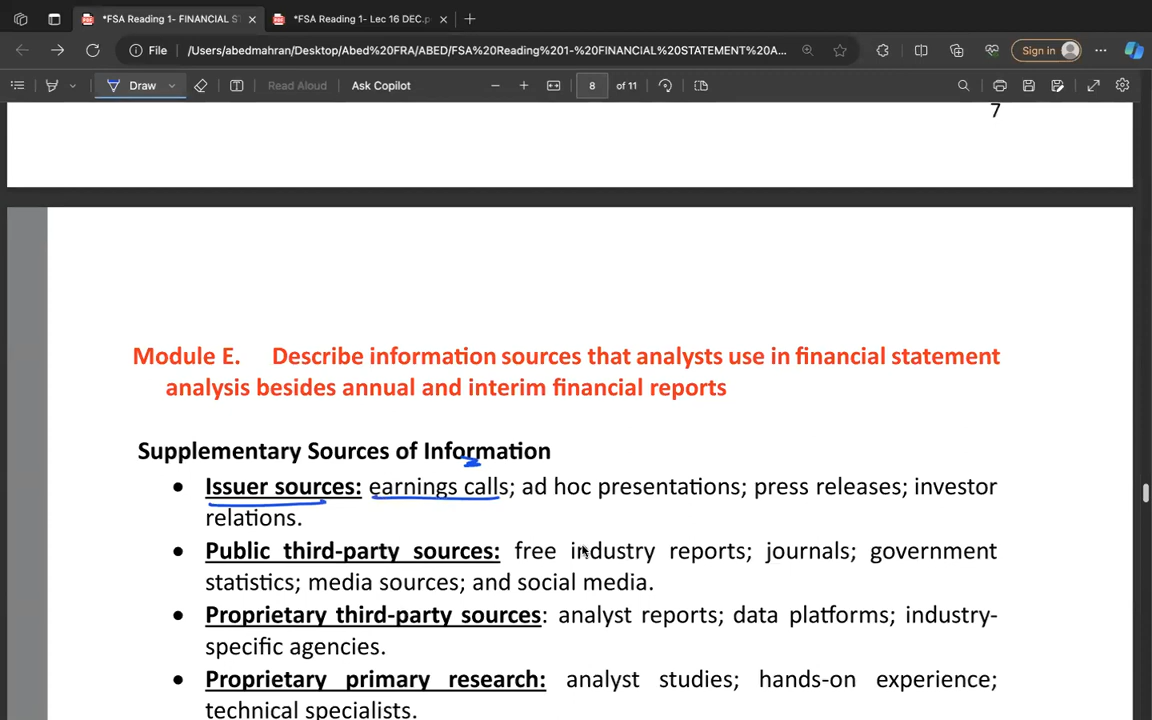 *FSA Reading 1- FINANCIAL S
*FSA Reading 1- Lec 16 DEC.p
File
/Users/abedmahran/Desktop/Abed%20FRA/ABED/FSA%20Reading%201-%20FINANCIAL%20STATEMENT%20A...
Sign in
Draw
Read Aloud
Ask Copilot
8
of 11
7
Module E. Describe information sources that analysts use in financial statement
analysis besides annual and interim financial reports
Supplementary Sources of Information
• Issuer sources: earnings calls; ad hoc presentations; press releases; investor
relations.
• Public third-party sources: free industry reports; journals; government
statistics; media sources; and social media.
• Proprietary third-party sources: analyst reports; data platforms; industry-
specific agencies.
• Proprietary primary research: analyst studies; hands-on experience;
technical specialists.